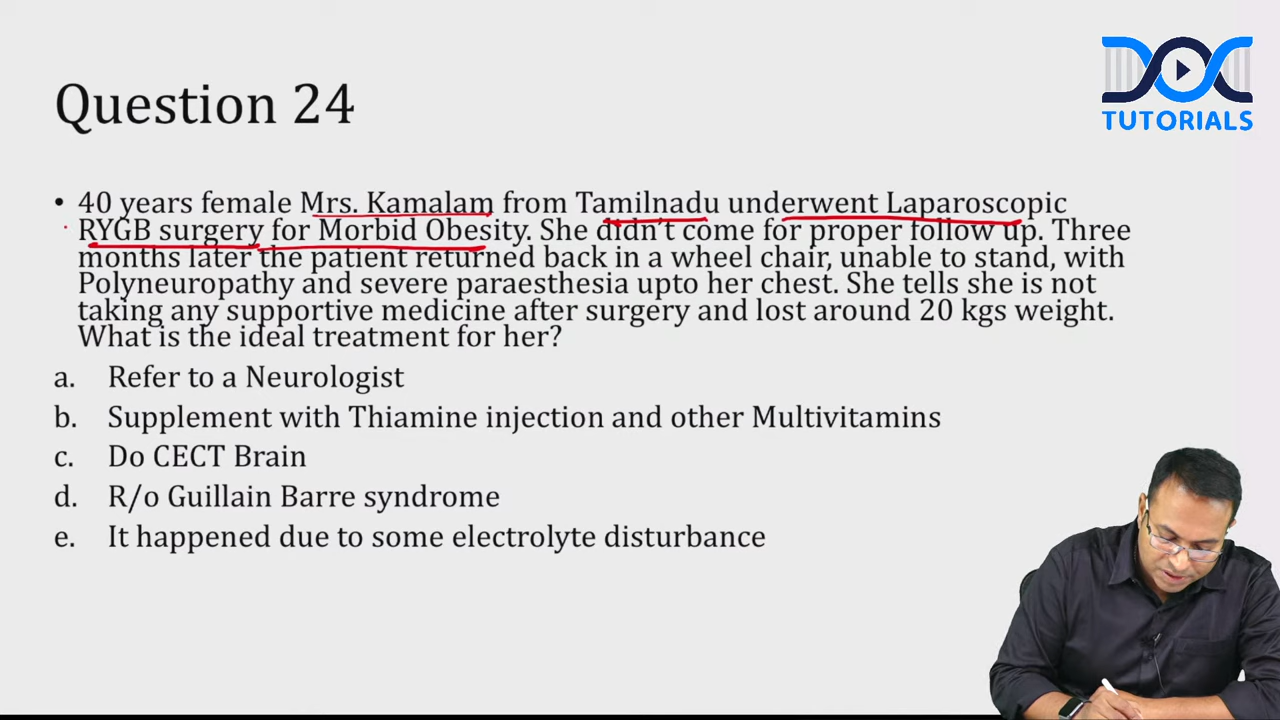 DOC
TUTORIALS
Question 24
• 40 years female Mrs. Kamalam from Tamilnadu underwent Laparoscopic
RYGB surgery for Morbid Obesity. She didn't come for proper follow up. Three
months later the patient returned back in a wheel chair, unable to stand, with
Polyneuropathy and severe paraesthesia upto her chest. She tells she is not
taking any supportive medicine after surgery and lost around 20 kgs weight.
What is the ideal treatment for her?
a. Refer to a Neurologist
b. Supplement with Thiamine injection and other Multivitamins
c. Do CECT Brain
d. R/o Guillain Barre syndrome
e. It happened due to some electrolyte disturbance